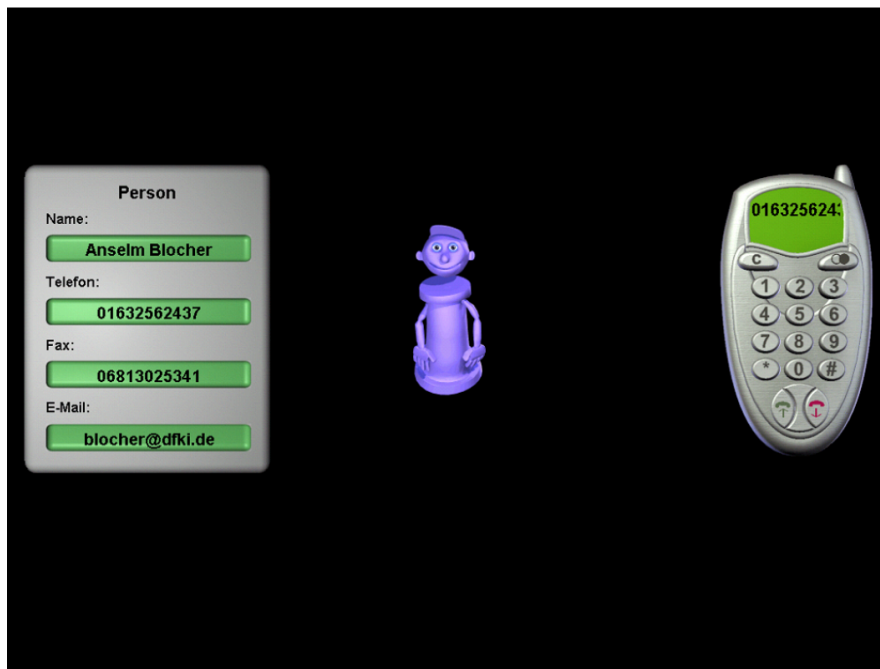 Person
Name:
Anselm Blocher
Telefon:
01632562437
Fax:
06813025341
E-Mail:
blocher@dfki.de
0163256243
C
1 2 3
4 5 6
7 8 9
* 0 #